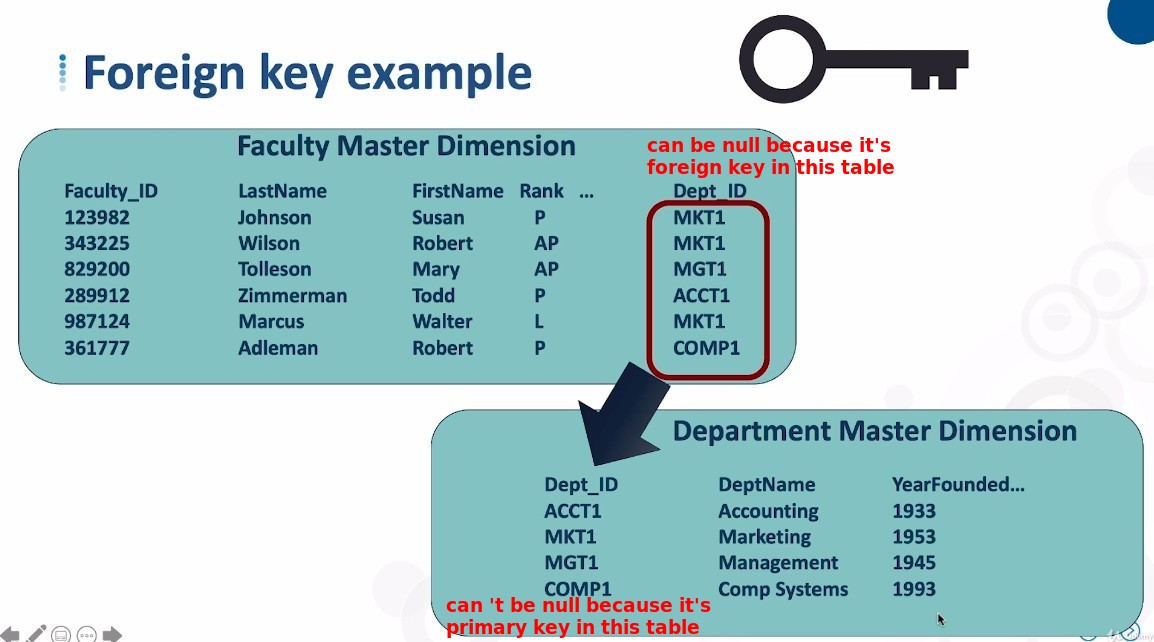 Foreign key example
Faculty Master Dimension
can be null because it's
foreign key in this table
Faculty_ID LastName FirstName Rank ... Dept_ID
123982 Johnson Susan P MKT1
343225 Wilson Robert AP MKT1
829200 Tolleson Mary AP MGT1
289912 Zimmerman Todd P ACCT1
987124 Marcus Walter L MKT1
361777 Adleman Robert P COMP1
Department Master Dimension
Dept_ID DeptName YearFounded...
ACCT1 Accounting 1933
MKT1 Marketing 1953
MGT1 Management 1945
COMP1 Comp Systems 1993
can 't be null because it's
primary key in this table